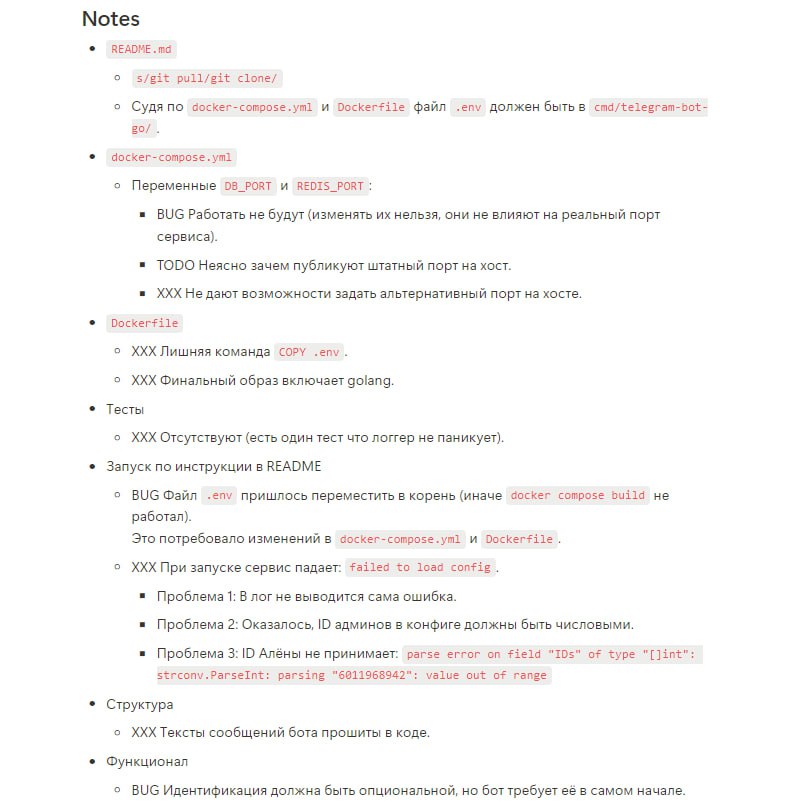 Notes
README.md
s/git pull/git clone/
Судя по docker-compose.yml и Dockerfile файл .env должен быть в cmd/telegram-bot-
go/.
docker-compose.yml
Переменные DB_PORT и REDIS_PORT:
BUG Работать не будут (изменять их нельзя, они не влияют на реальный порт
сервиса).
TODO Неясно зачем публикуют штатный порт на хост.
XXX Не дают возможности задать альтернативный порт на хосте.
Dockerfile
XXX Лишняя команда COPY .env.
XXX Финальный образ включает golang.
Тесты
XXX Отсутствуют (есть один тест что логгер не паникует).
Запуск по инструкции в README
BUG Файл .env пришлось переместить в корень (иначе docker compose build не
работал).
Это потребовало изменений в docker-compose.yml и Dockerfile.
XXX При запуске сервис падает: failed to load config.
Проблема 1: В лог не выводится сама ошибка.
Проблема 2: Оказалось, ID админов в конфиге должны быть числовыми.
Проблема 3: ID Алёны не принимает: parse error on field "IDs" of type "[]int":
strconv.ParseInt: parsing "6011968942": value out of range
Структура
XXX Тексты сообщений бота прошиты в коде.
Функционал
BUG Идентификация должна быть опциональной, но бот требует её в самом начале.